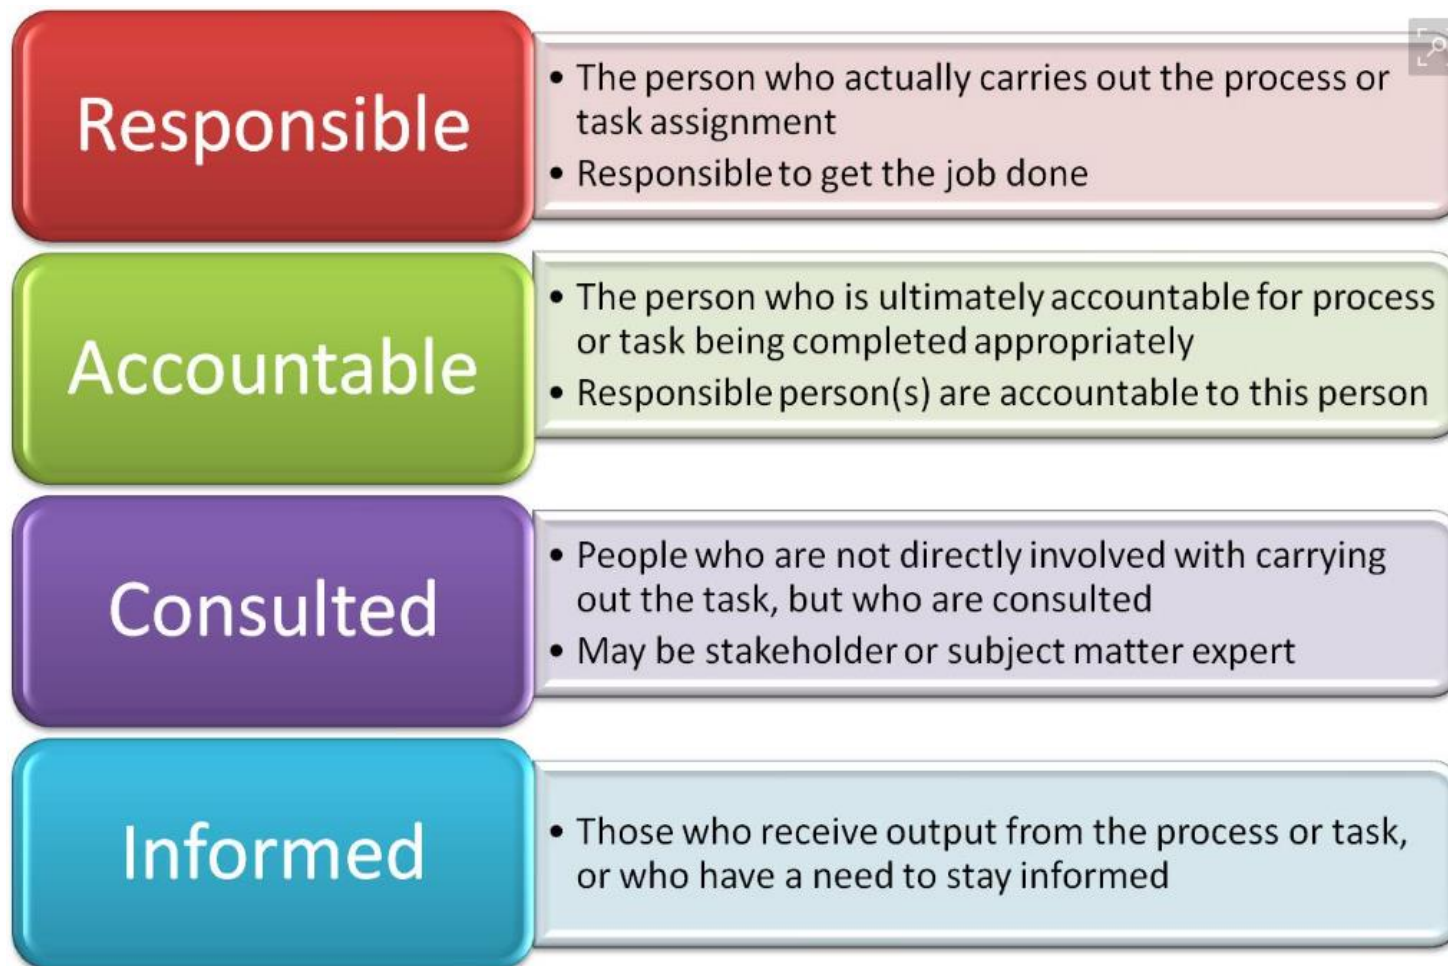 Responsible
• The person who actually carries out the process or
task assignment
• Responsible to get the job done
Accountable
• The person who is ultimately accountable for process
or task being completed appropriately
• Responsible person(s) are accountable to this person
Consulted
• People who are not directly involved with carrying
out the task, but who are consulted
• May be stakeholder or subject matter expert
Informed
• Those who receive output from the process or task,
or who have a need to stay informed